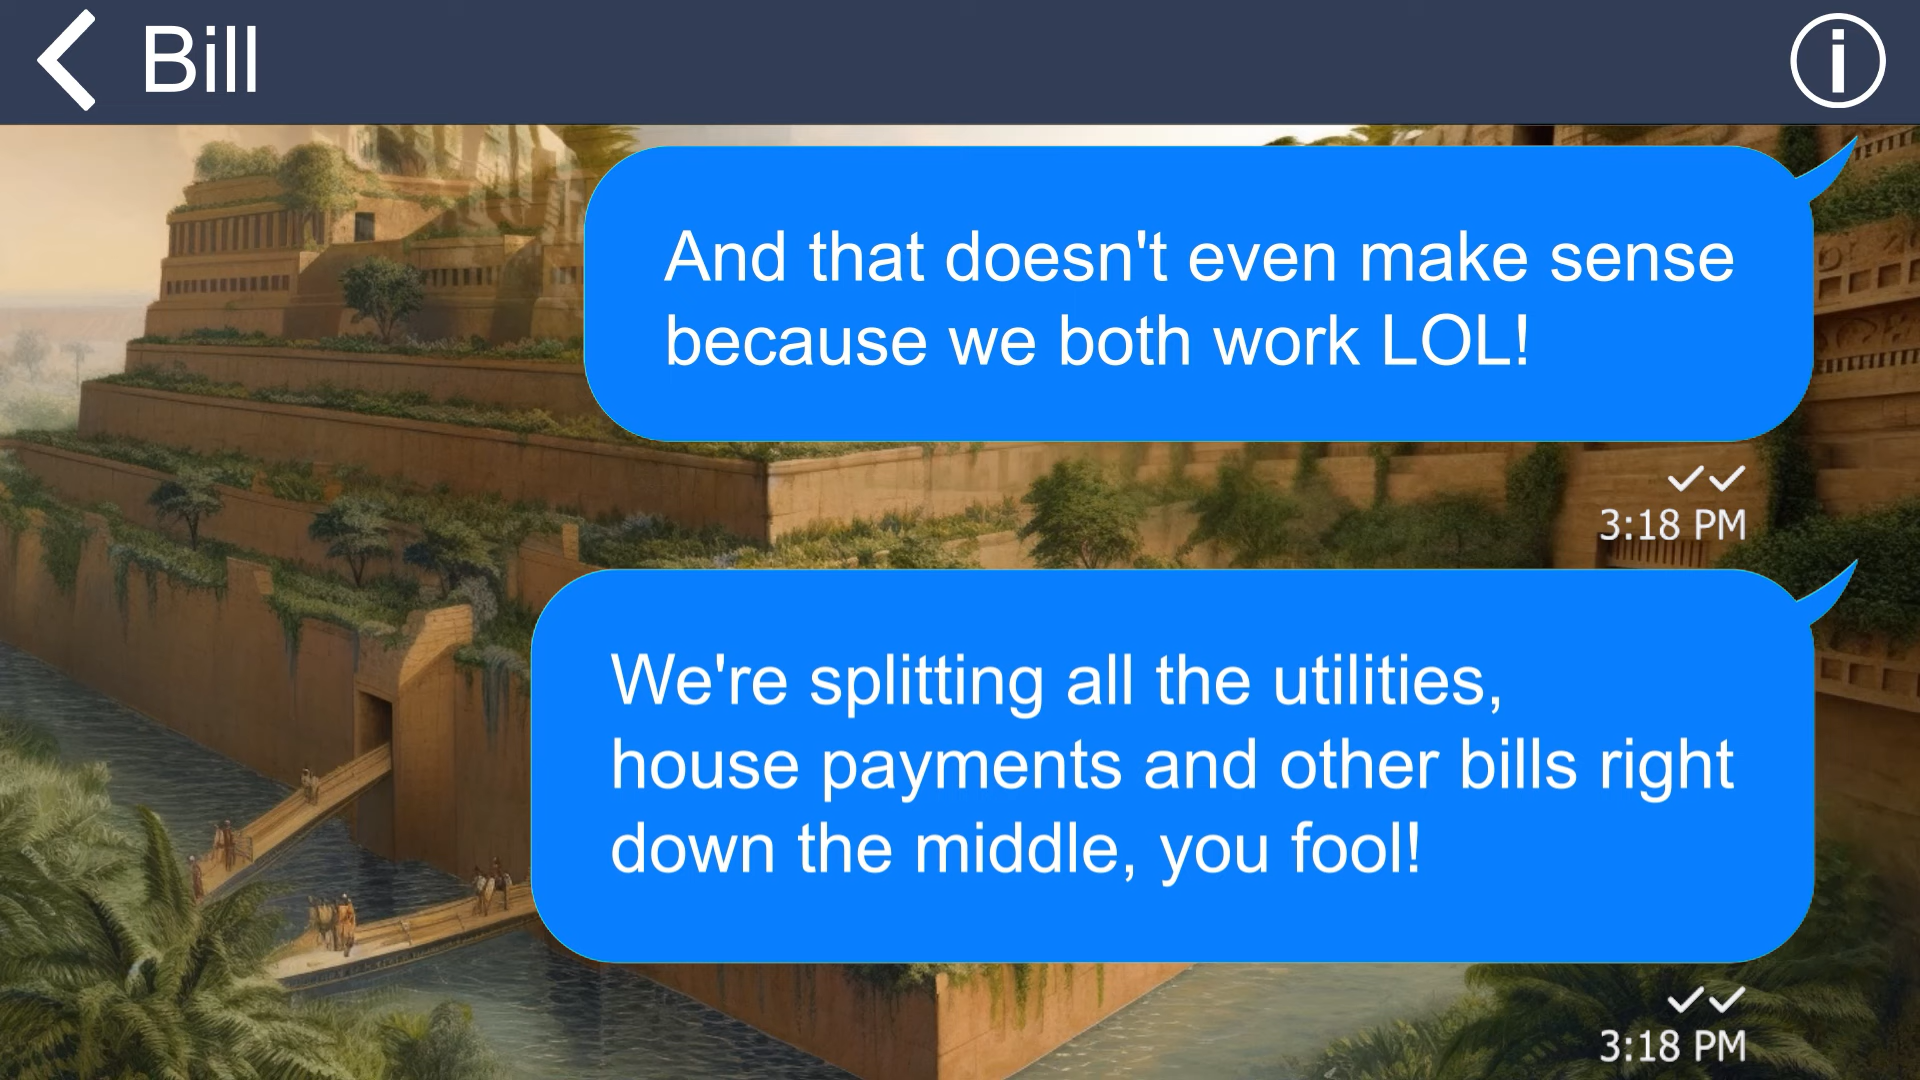 Bill
And that doesn't even make sense
because we both work LOL!
3:18 PM
We're splitting all the utilities,
house payments and other bills right
down the middle, you fool!
3:18 PM